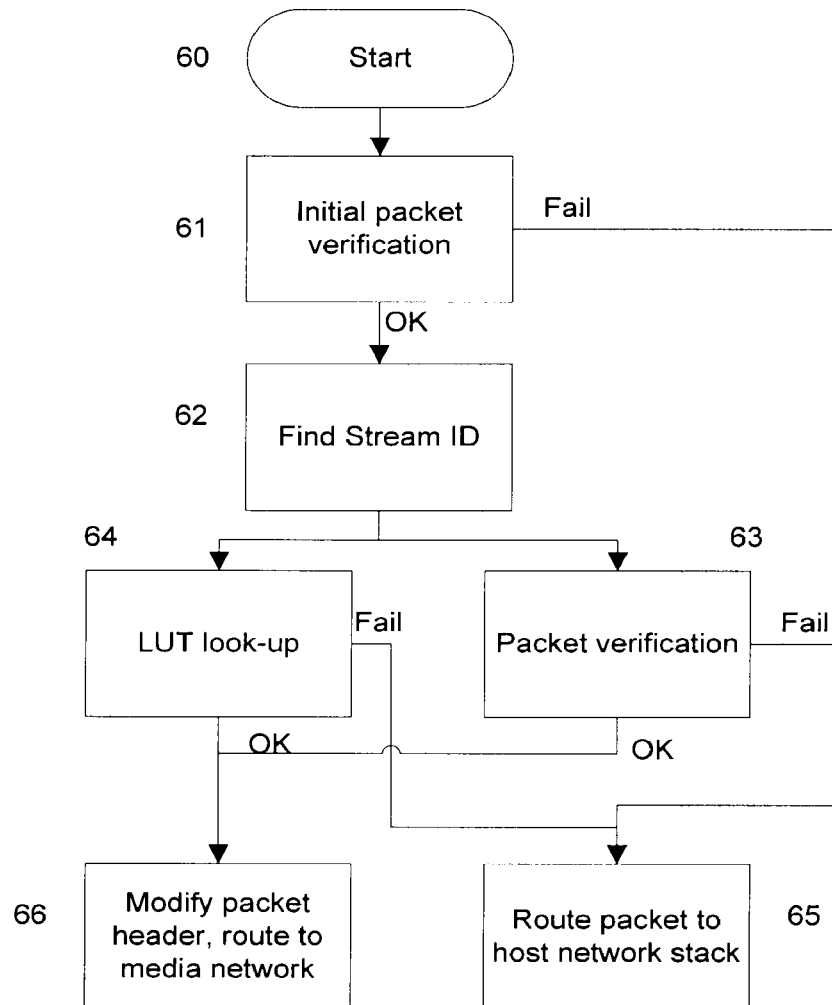 60
Start
61
Initial packet
verification
Fail
OK
62
Find Stream ID
64
63
LUT look-up
Fail
Packet verification
Fail
OK
OK
66
Modify packet
header, route to
media network
Route packet to
host network stack
65